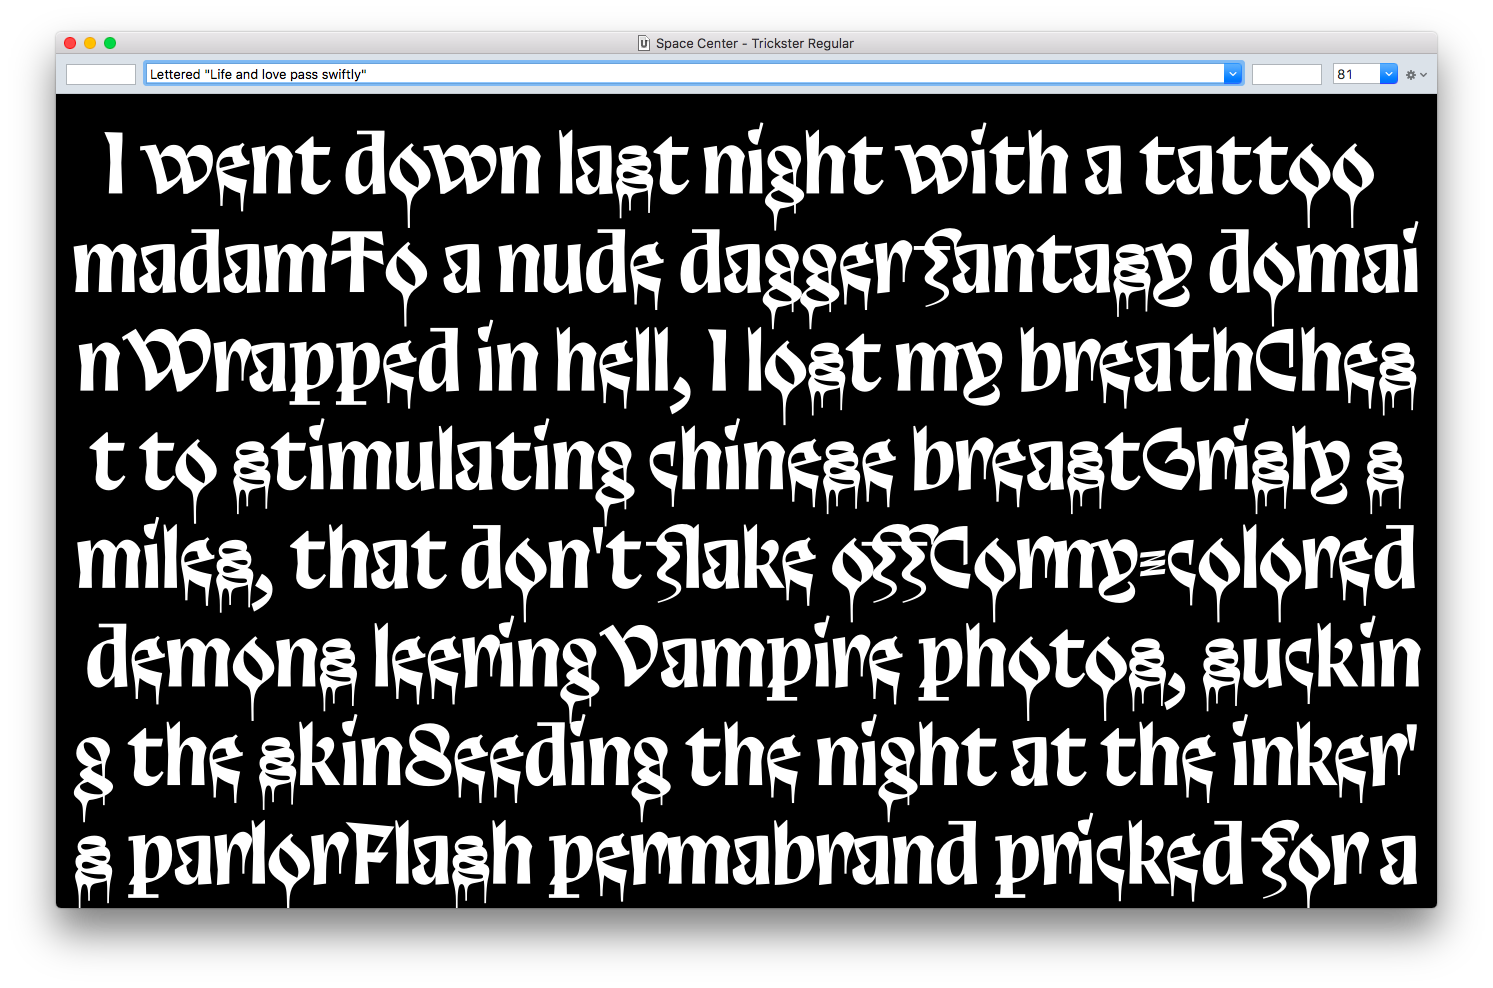 Space Center - Trickster Regular
Lettered "Life and love pass swiftly"
81
I went down last night with a tattoo
madamTo a nude daggerfantasy domai
nWrapped in hell, I lost my breathChes
t to stimulating chinese breastGrisly s
miles, that don't flake offCormy=colored
demons leeringVampire photos, suckin
g the skinSeeding the night at the inker'
s parlorFlash permabrand pricked for a